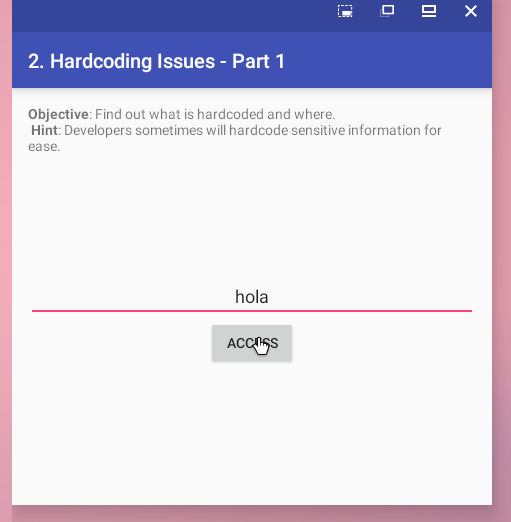 2. Hardcoding Issues - Part 1
Objective: Find out what is hardcoded and where.
Hint: Developers sometimes will hardcode sensitive information for
ease.
hola
ACCESS